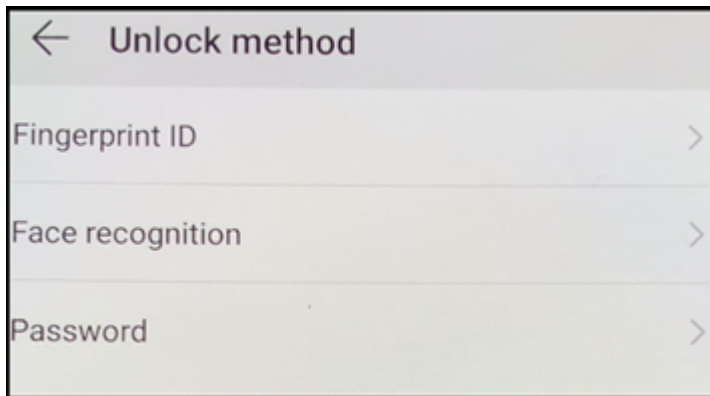 Unlock method
Fingerprint ID
Face recognition
Password